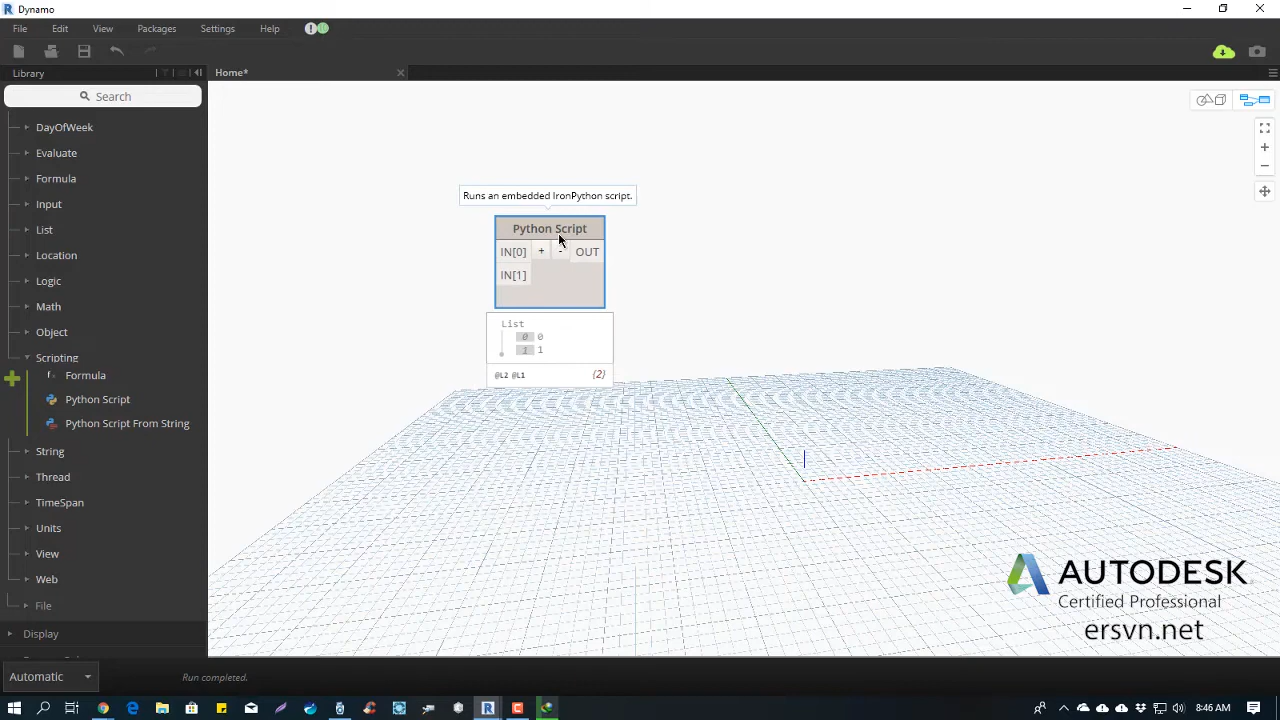 Dynamo
File Edit View Packages Settings Help
Library
Home*
Search
DayOfWeek
Evaluate
Formula
Input
List
Location
Logic
Math
Object
Scripting
Formula
Python Script
Python Script From String
String
Thread
TimeSpan
Units
View
Web
File
Display
Runs an embedded IronPython script.
Python Script
IN[0] + - OUT
IN[1]
List
0 0
1 1
@L2 @L1 {2}
AUTODESK
Certified Professional
ersvn.net
Automatic
Run completed.
8:46 AM